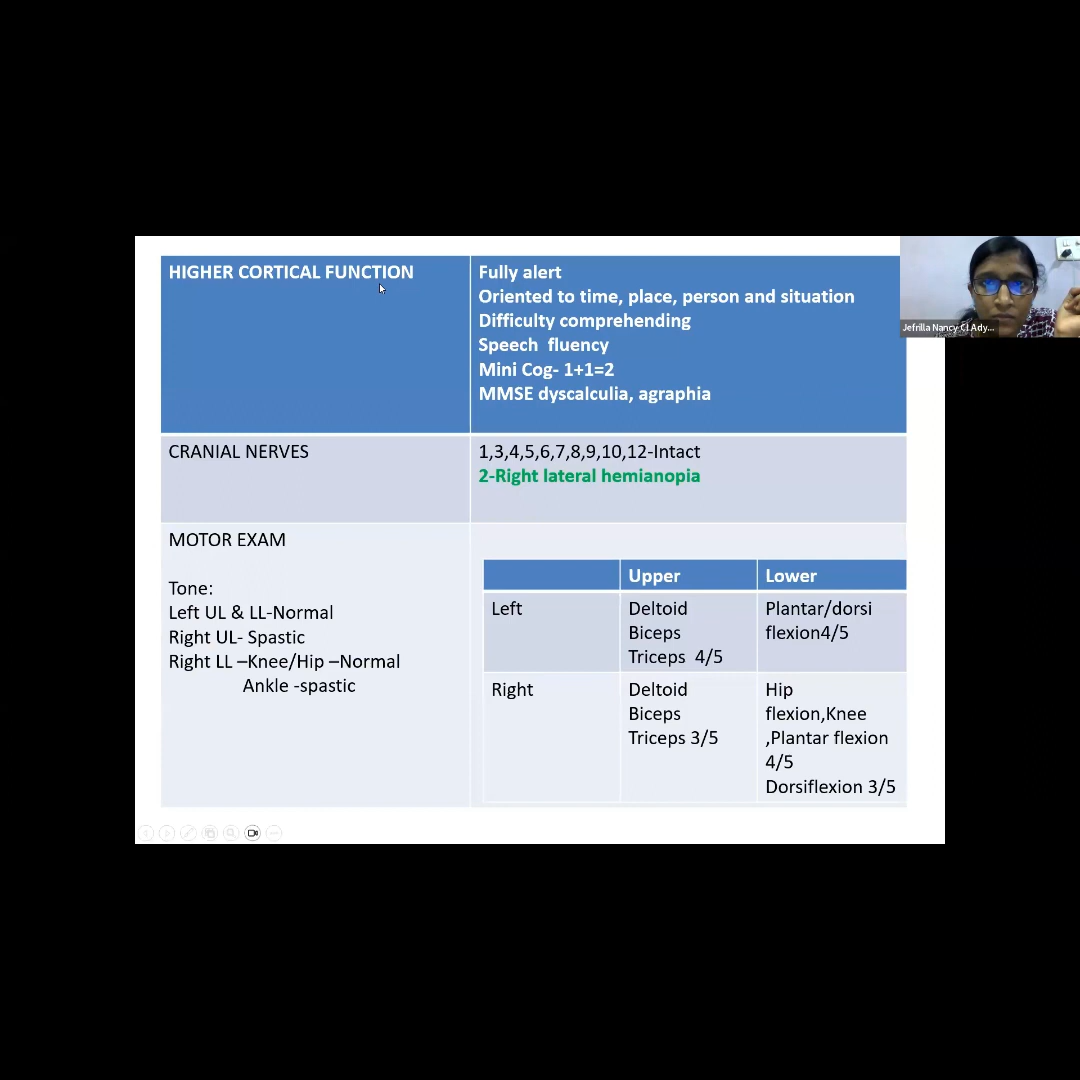 HIGHER CORTICAL FUNCTION
Fully alert
Oriented to time, place, person and situation
Difficulty comprehending
Speech fluency
Mini Cog- 1+1=2
MMSE dyscalculia, agraphia
Jefrilla Nancy CI Ady...
CRANIAL NERVES
1,3,4,5,6,7,8,9,10,12-Intact
2-Right lateral hemianopia
MOTOR EXAM
Tone:
Left UL & LL-Normal
Right UL- Spastic
Right LL –Knee/Hip –Normal
Ankle -spastic
Upper
Lower
Left
Deltoid
Biceps
Triceps 4/5
Plantar/dorsi
flexion4/5
Right
Deltoid
Biceps
Triceps 3/5
Hip
flexion,Knee
,Plantar flexion
4/5
Dorsiflexion 3/5